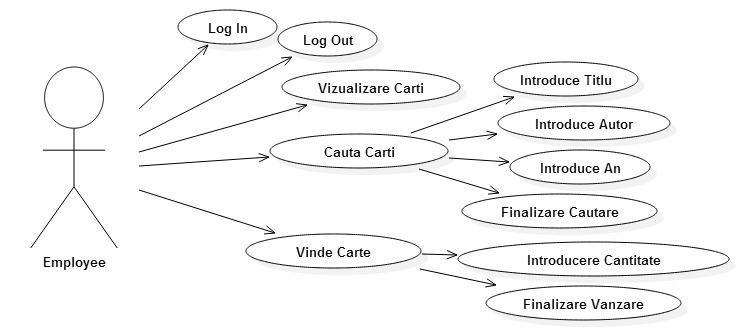 Log In
Log Out
Vizualizare Carti
Introduce Titlu
Introduce Autor
Cauta Carti
Introduce An
Finalizare Cautare
Employee
Vinde Carte
Introducere Cantitate
Finalizare Vanzare